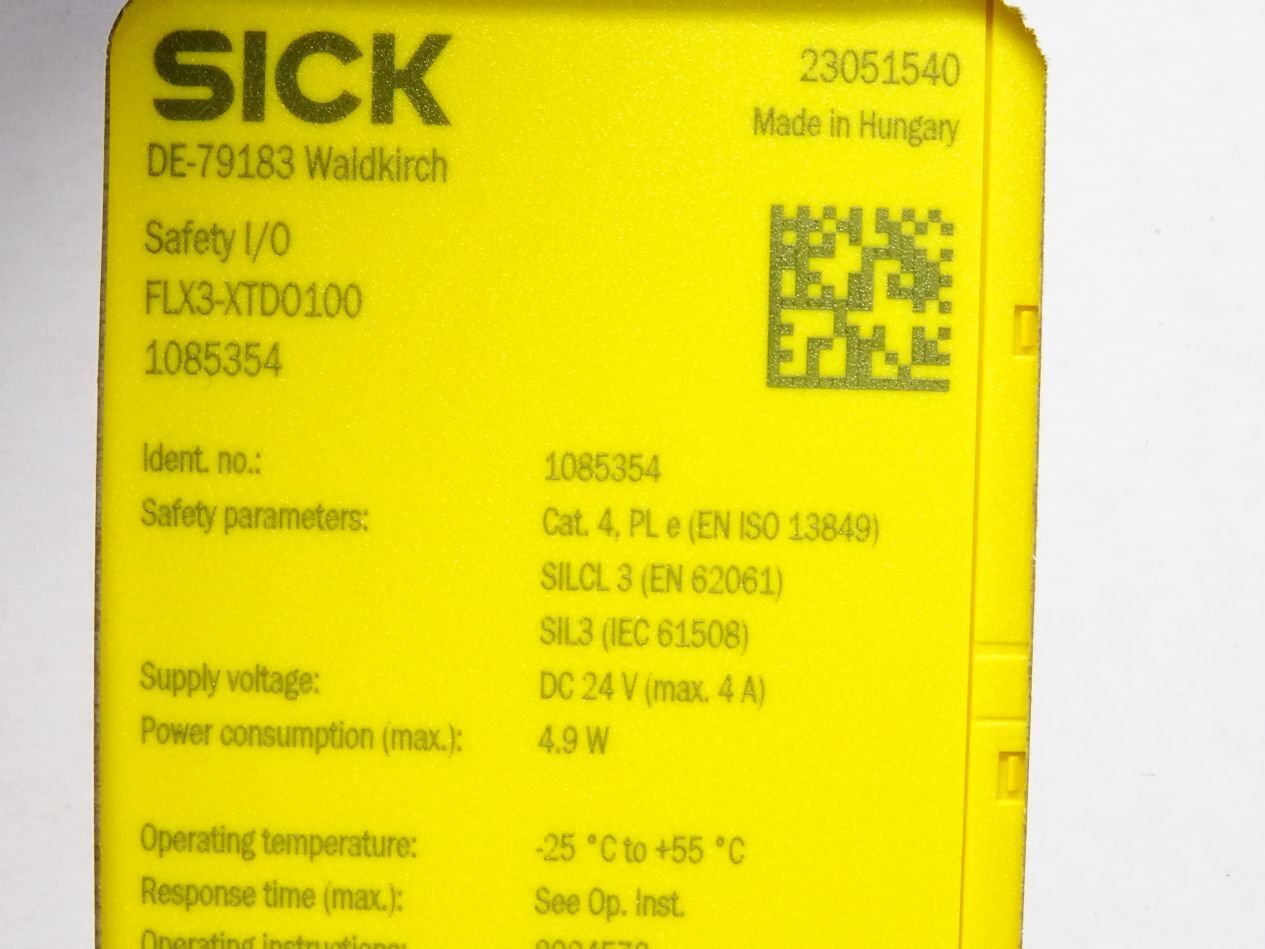 SICK
23051540
Made in Hungary
DE-79183 Waldkirch
Safety I/O
FLX3-XTDO100
1085354
Ident. no.: 1085354
Safety parameters: Cat. 4, PL e (EN ISO 13849)
SILCL 3 (EN 62061)
SIL3 (IEC 61508)
Supply voltage: DC 24 V (max. 4 A)
Power consumption (max.): 4.9 W
Operating temperature: -25 °C to +55 °C
Response time (max.): See Op. Inst.
Operating instructions: